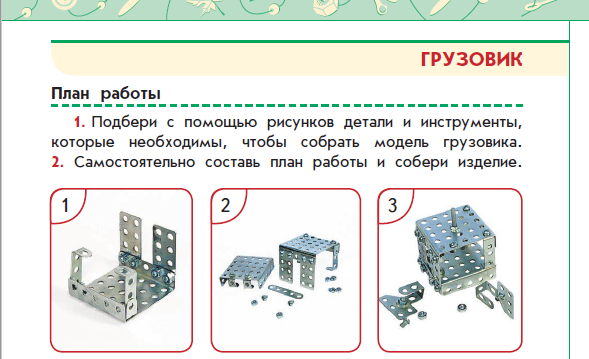 ГРУЗОВИК
План работы
1. Подбери с помощью рисунков детали и инструменты,
которые необходимы, чтобы собрать модель грузовика.
2. Самостоятельно составь план работы и собери изделие.
1 2 3